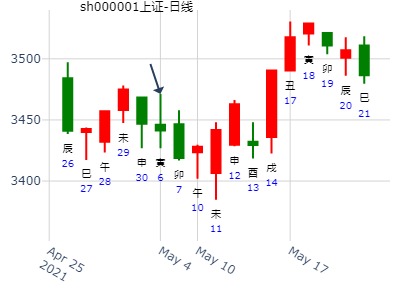 sh000001上证-日线
3500
3450
3400
辰
26
巳
27
午
28
未
29
申
30
寅
6
卯
7
午
10
未
11
申
12
酉
13
戌
14
丑
17
寅
18
卯
19
辰
20
巳
21
Apr 25
2021
May 4
May 10
May 17